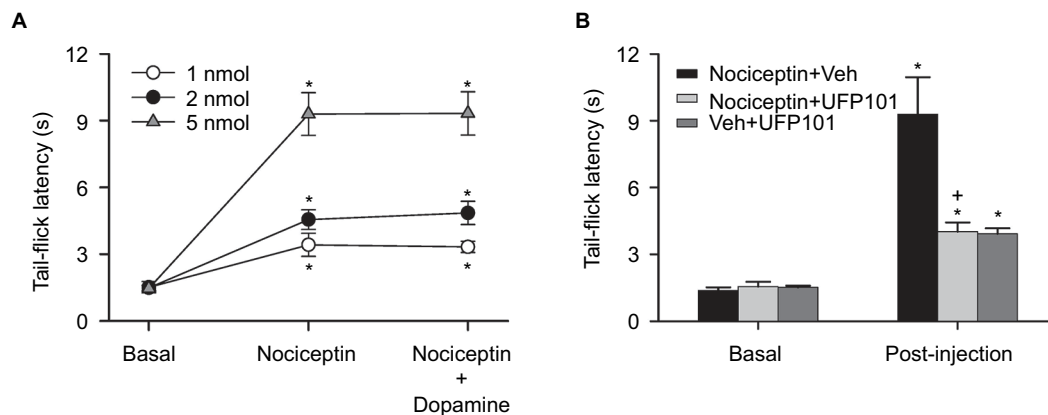 A
Tail-flick latency (s)
12
9
6
3
0
1 nmol
2 nmol
5 nmol
*
*
*
*
*
*
Basal
Nociceptin
Nociceptin
+
Dopamine
B
Tail-flick latency (s)
12
9
6
3
0
Nociceptin+Veh
Nociceptin+UFP101
Veh+UFP101
*
+
*
*
Basal
Post-injection